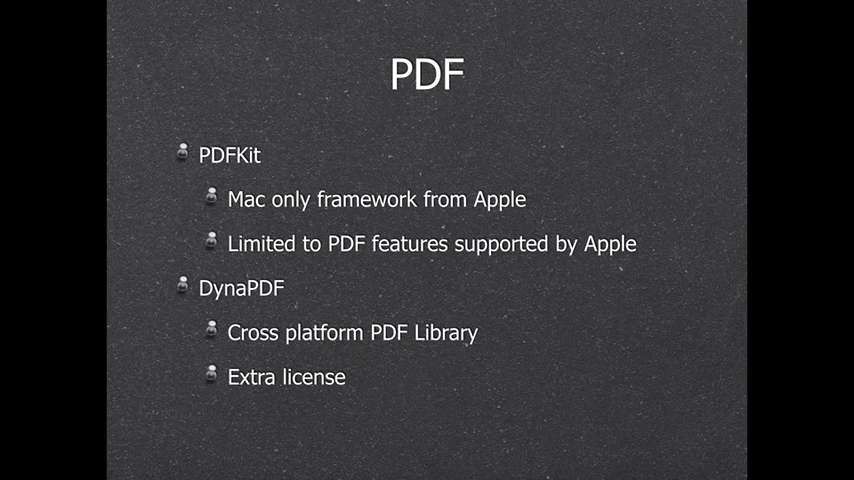 PDF
PDFKit
Mac only framework from Apple
Limited to PDF features supported by Apple
DynaPDF
Cross platform PDF Library
Extra license